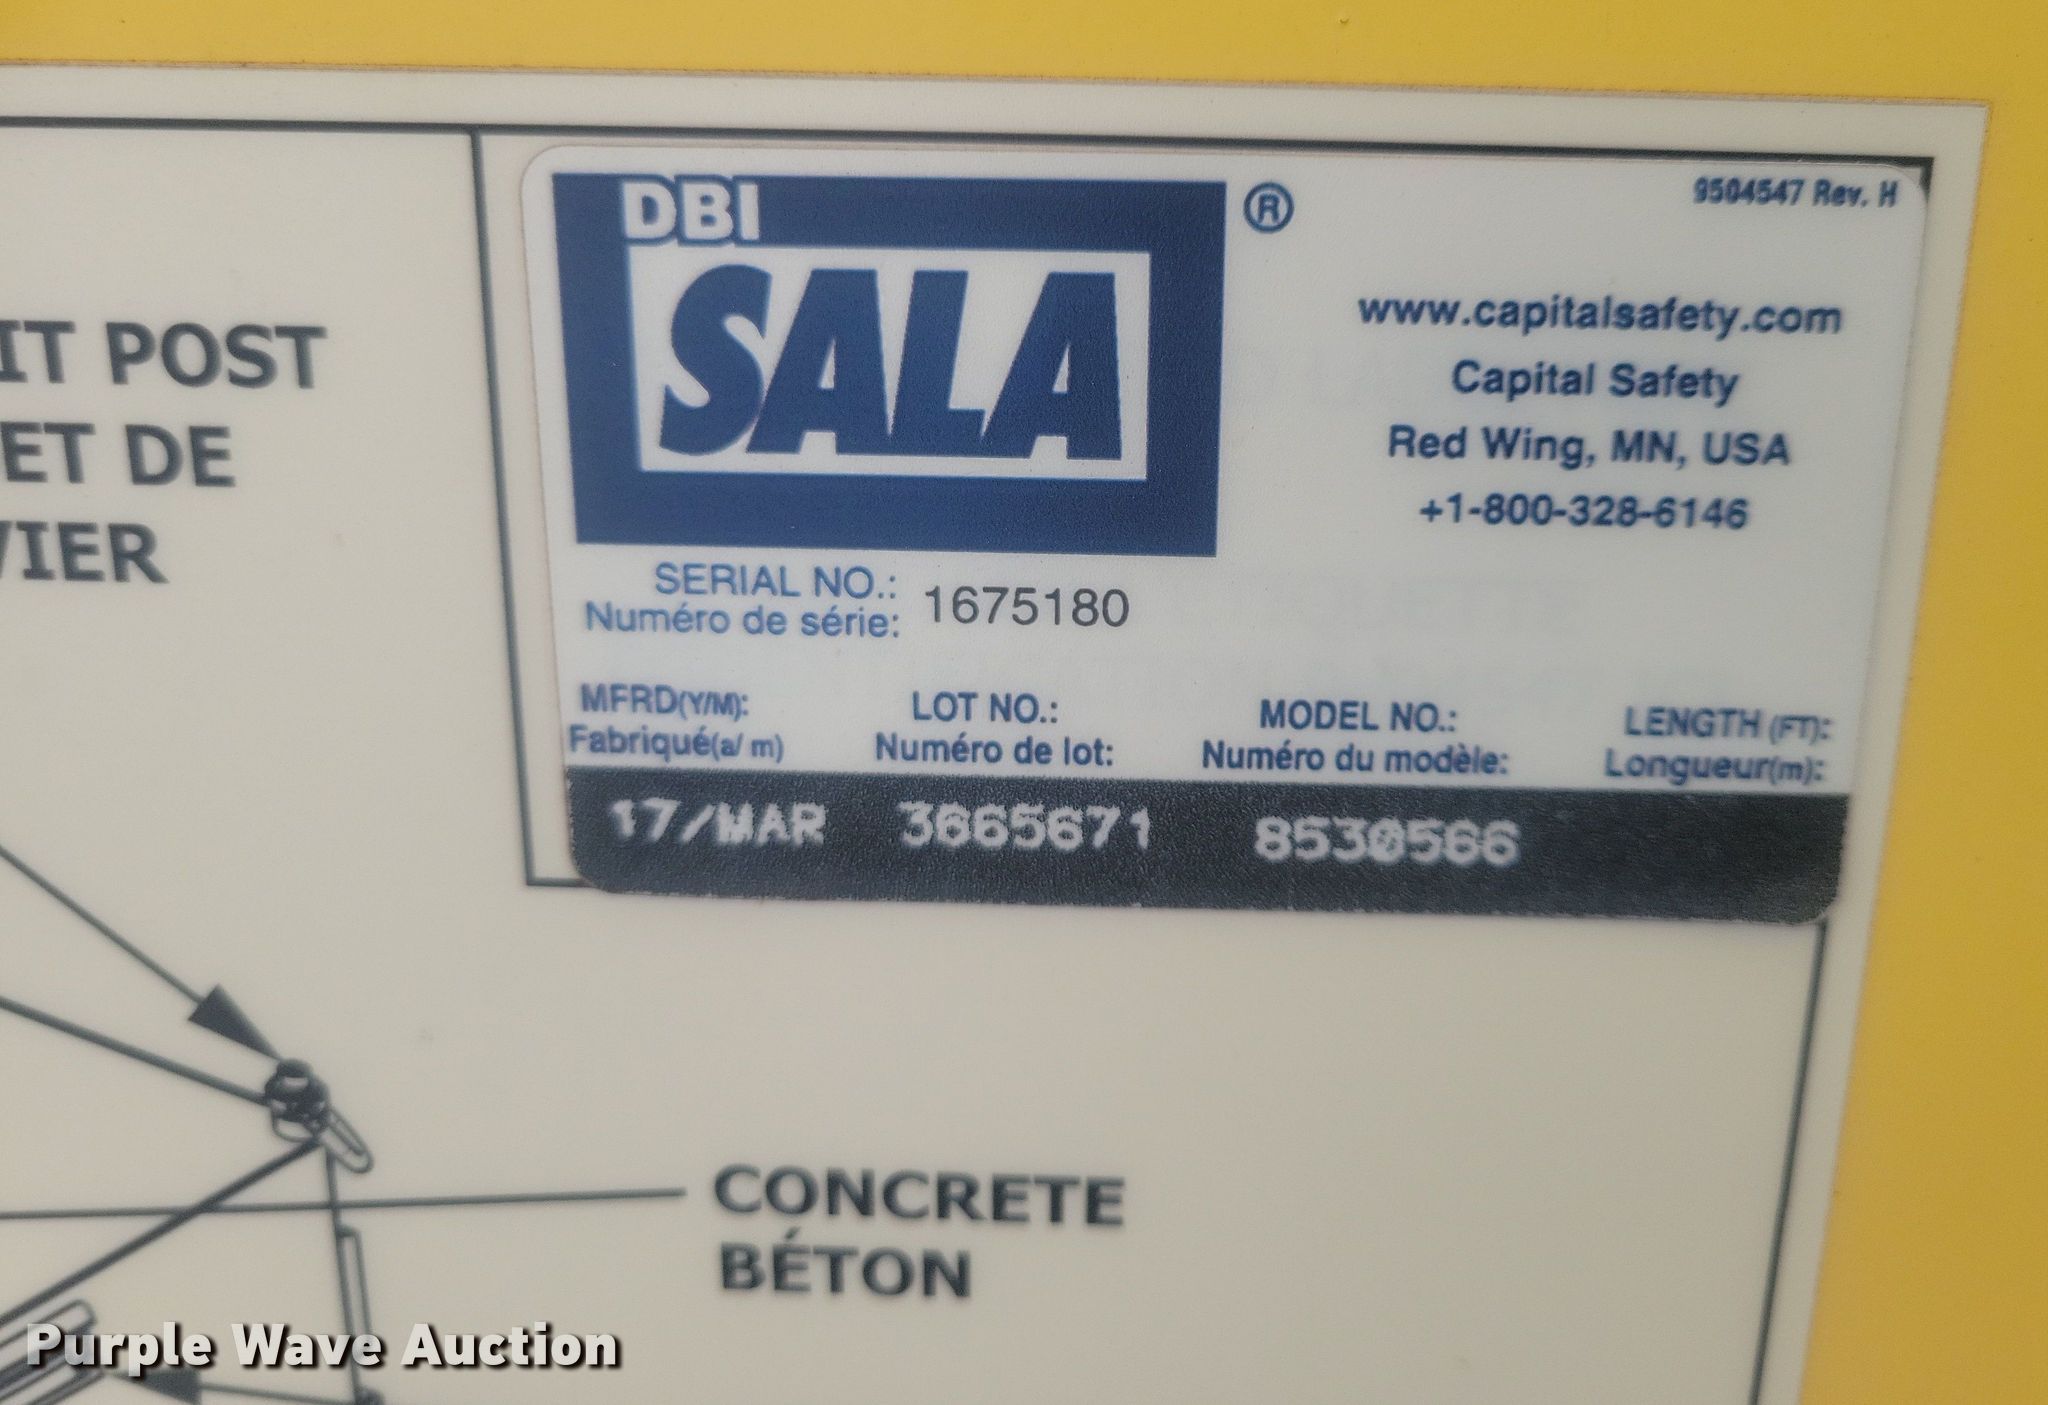 IT POST
ET DE
VIER
DBI
SALA
®
9504547 Rev. H
www.capitalsafety.com
Capital Safety
Red Wing, MN, USA
+1-800-328-6146
SERIAL NO.: 1675180
Numéro de série:
MFRD(Y/M): LOT NO.: MODEL NO.: LENGTH (FT):
Fabriqué(a/ m) Numéro de lot: Numéro du modèle: Longueur(m):
17/MAR 3665671 8530566
CONCRETE
BÉTON
Purple Wave Auction